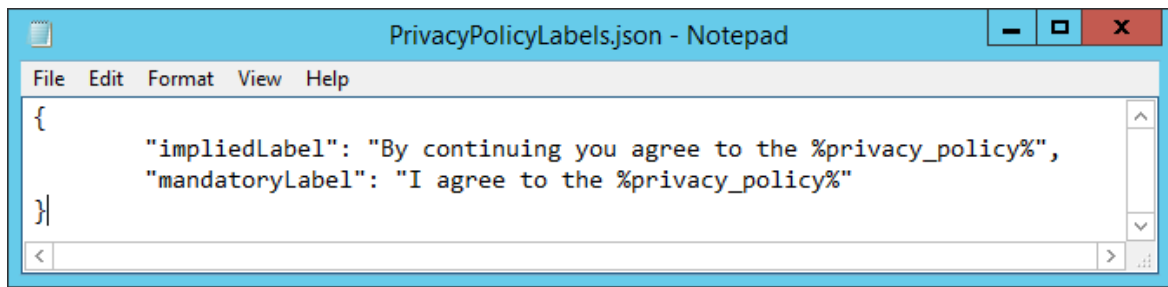 PrivacyPolicyLabels.json - Notepad
File Edit Format View Help
{
"impliedLabel": "By continuing you agree to the %privacy_policy%",
"mandatoryLabel": "I agree to the %privacy_policy%"
}